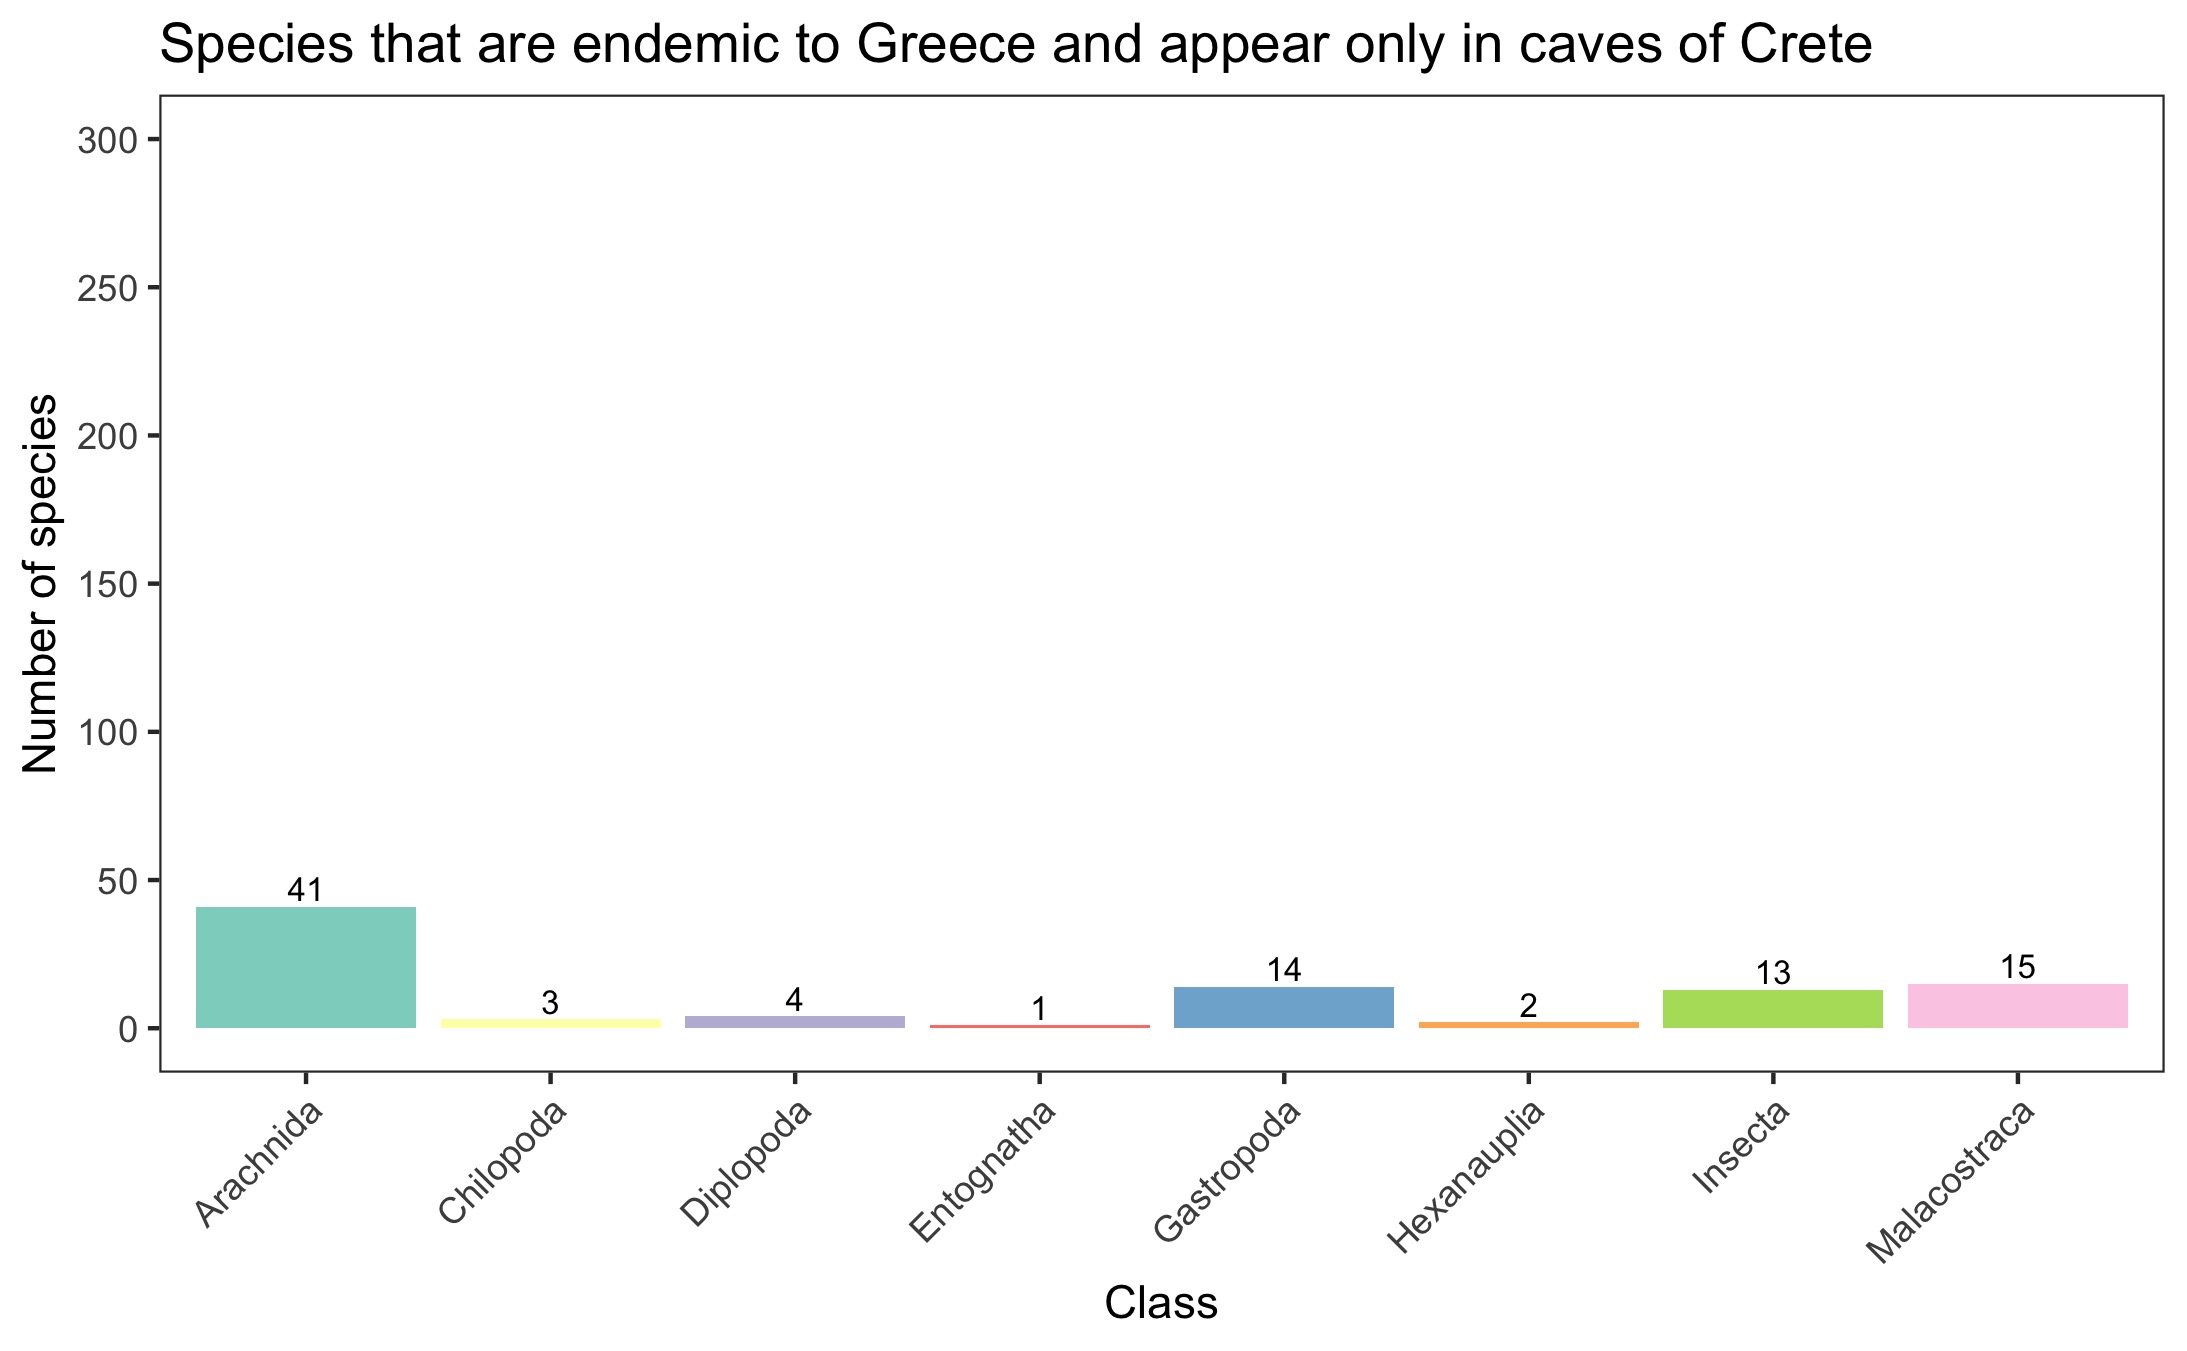 Species that are endemic to Greece and appear only in caves of Crete
Number of species
300
250
200
150
100
50
0
41
3
4
1
14
2
13
15
Arachnida
Chilopoda
Diplopoda
Entognatha
Gastropoda
Hexanauplia
Insecta
Malacostraca
Class